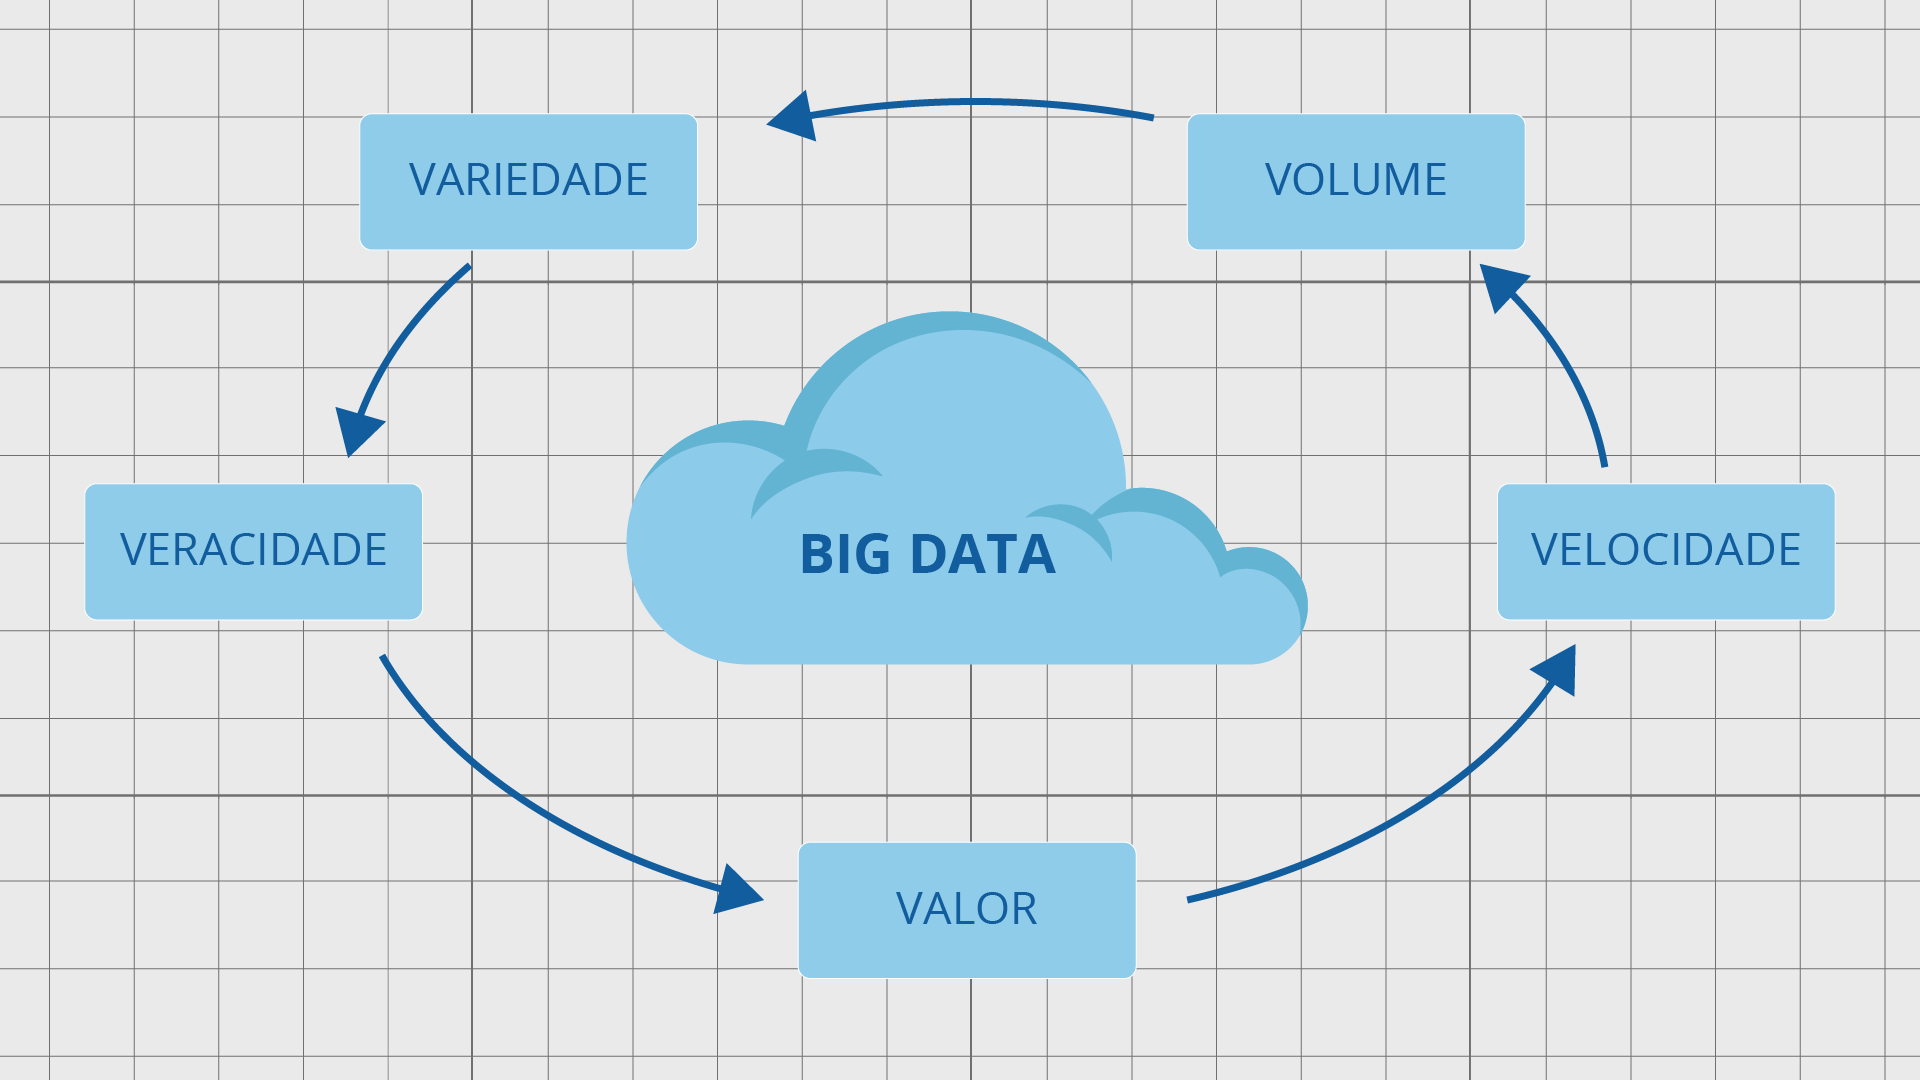 VARIEDADE
VOLUME
VERACIDADE
BIG DATA
VELOCIDADE
VALOR